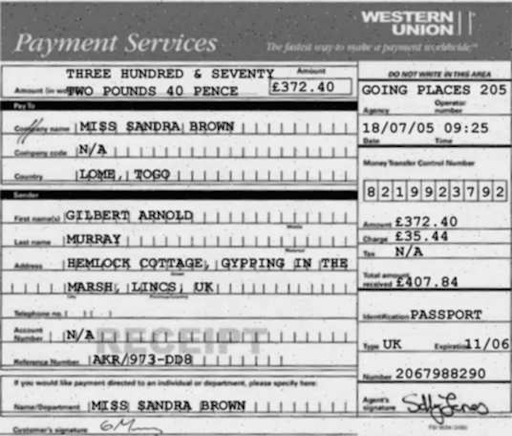 WESTERN UNION
Payment Services
The fastest way to make a payment worldwide
THREE HUNDRED & SEVENTY
Amount
Amount (in words) TWO POUNDS 40 PENCE £372.40
DO NOT WRITE IN THIS AREA
GOING PLACES 205
Agency Operator number
18/07/05 09:25
Date Time
Pay To
Company name MISS SANDRA BROWN
Company code N/A
Country LOME, TOGO
Money Transfer Control Number
8219923792
Sender
First name(s) GILBERT ARNOLD
Middle
Last name MURRAY
Maternal
Address HEMLOCK COTTAGE, GYPPING IN THE
Street
MARSH, LINCS, UK
City Province/Country
Telephone no.
Account Number N/A
RECEIPT
Reference Number AKR/973-DD8
Amount £372.40
Charge £35.44
Tax N/A
Total amount received £407.84
Identification PASSPORT
Type UK Expiration 11/06
Number 2067988290
If you would like payment directed to an individual or department, please specify here:
Name/Department MISS SANDRA BROWN
Customer's signature
Agent's signature